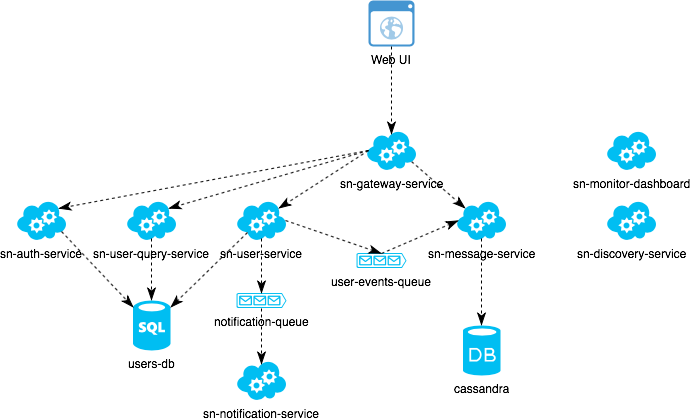 Web UI
sn-gateway-service
sn-monitor-dashboard
sn-auth-service
sn-user-query-service
sn-user-service
sn-message-service
sn-discovery-service
user-events-queue
notification-queue
SQL
users-db
DB
cassandra
sn-notification-service